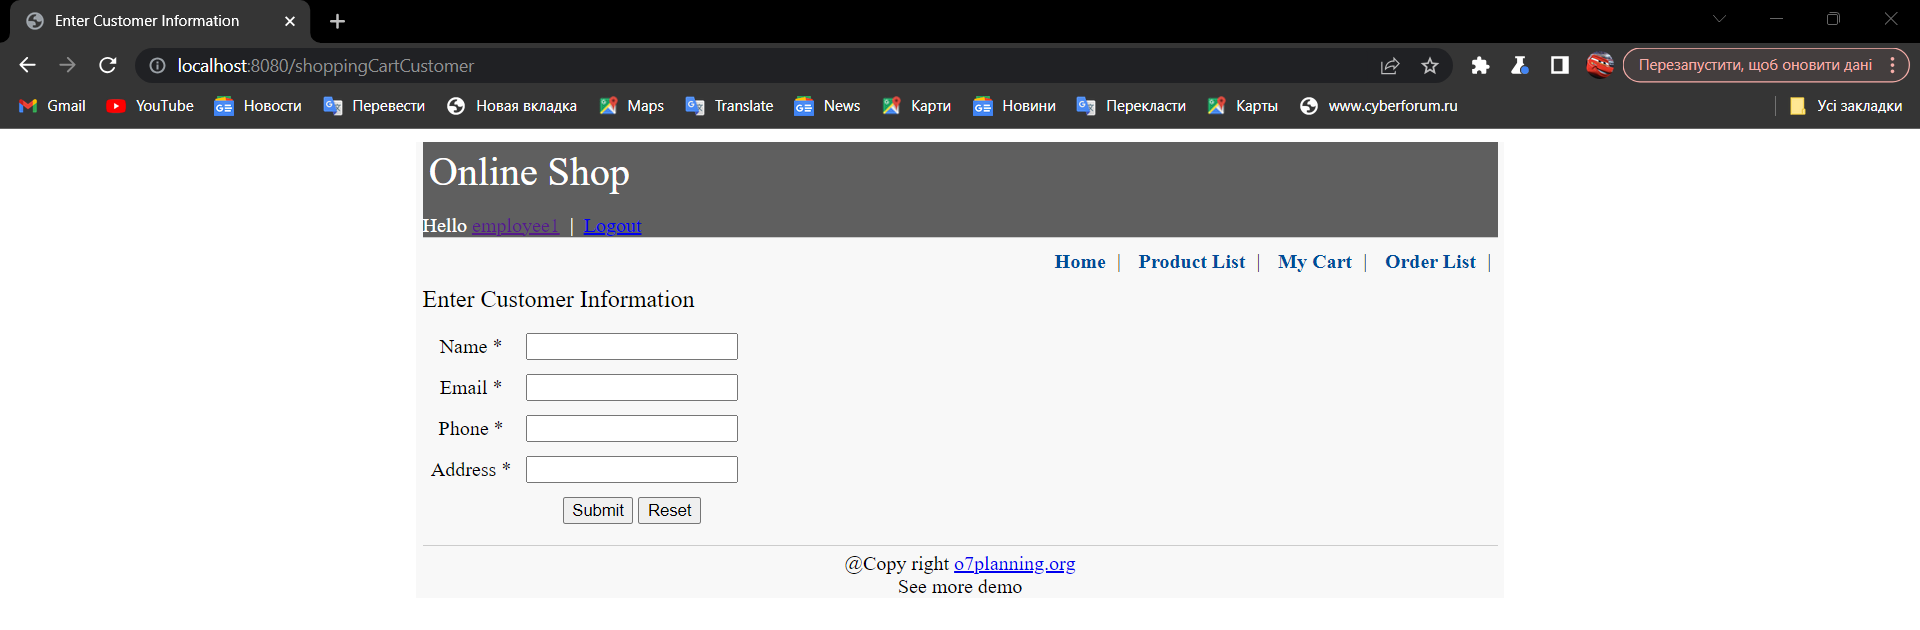 Enter Customer Information
localhost:8080/shoppingCartCustomer
Перезапустити, щоб оновити дані
Gmail YouTube Новости Перевести Новая вкладка Maps Translate News Карти Новини Перекласти Карты www.cyberforum.ru Усі закладки
Online Shop
Hello employee1 | Logout
Home | Product List | My Cart | Order List |
Enter Customer Information
Name *
Email *
Phone *
Address *
Submit Reset
@Copy right o7planning.org
See more demo